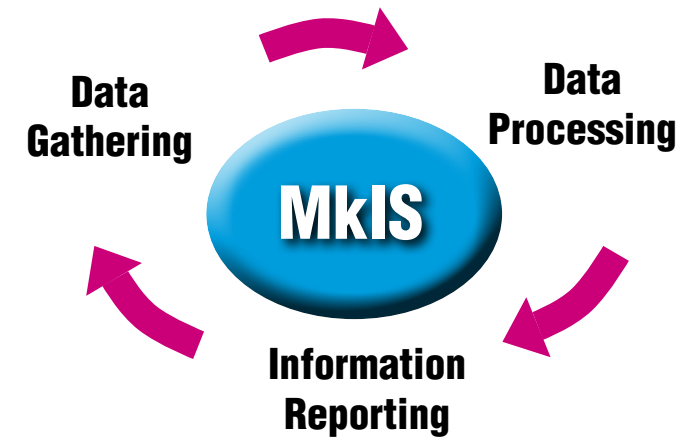 Data
Gathering
Data
Processing
MkIS
Information
Reporting